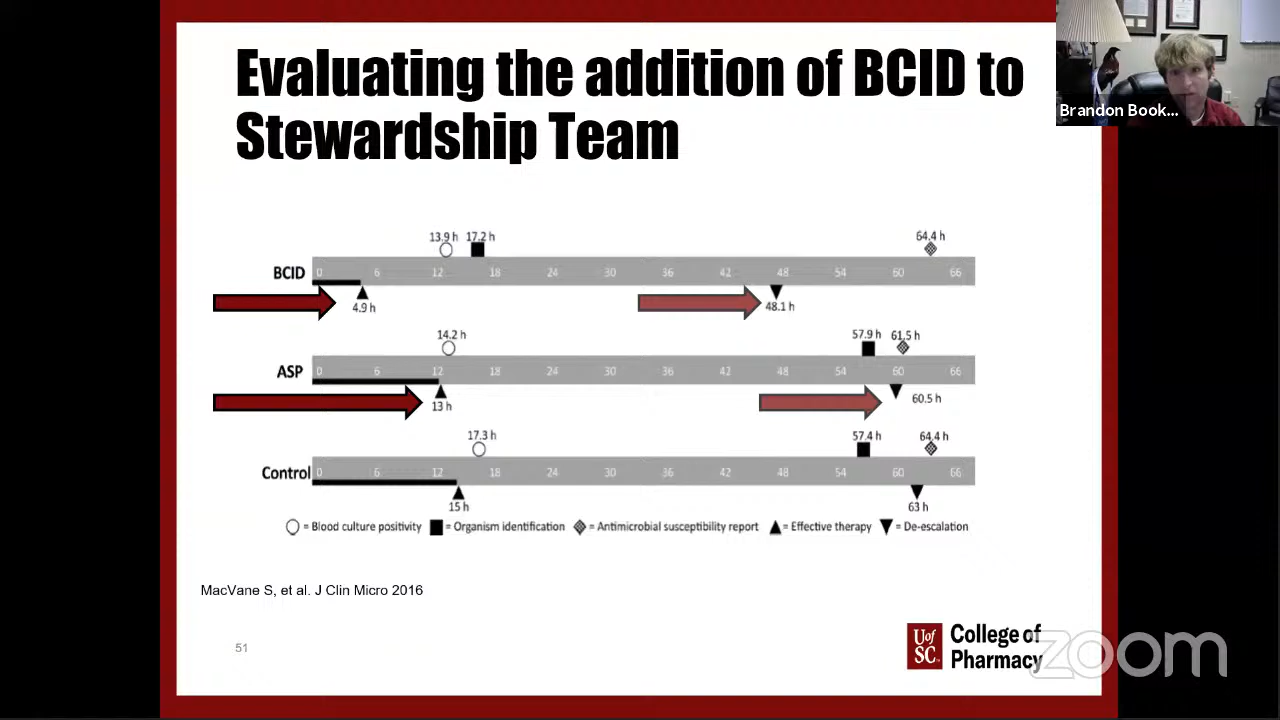 Evaluating the addition of BCID to
Stewardship Team
Brandon Book...
13.9 h 17.2 h 64.4 h
BCID 0 6 12 18 24 30 36 42 48 54 60 66
4.9 h 48.1 h
14.2 h 57.9 h 61.5 h
ASP 0 6 12 18 24 30 36 42 48 54 60 66
13 h 60.5 h
17.3 h 57.4 h 64.4 h
Control 0 6 12 18 24 30 36 42 48 54 60 66
15 h 63 h
= Blood culture positivity = Organism identification = Antimicrobial susceptibility report = Effective therapy = De-escalation
MacVane S, et al. J Clin Micro 2016
51
U of SC College of
Pharmacy
zoom